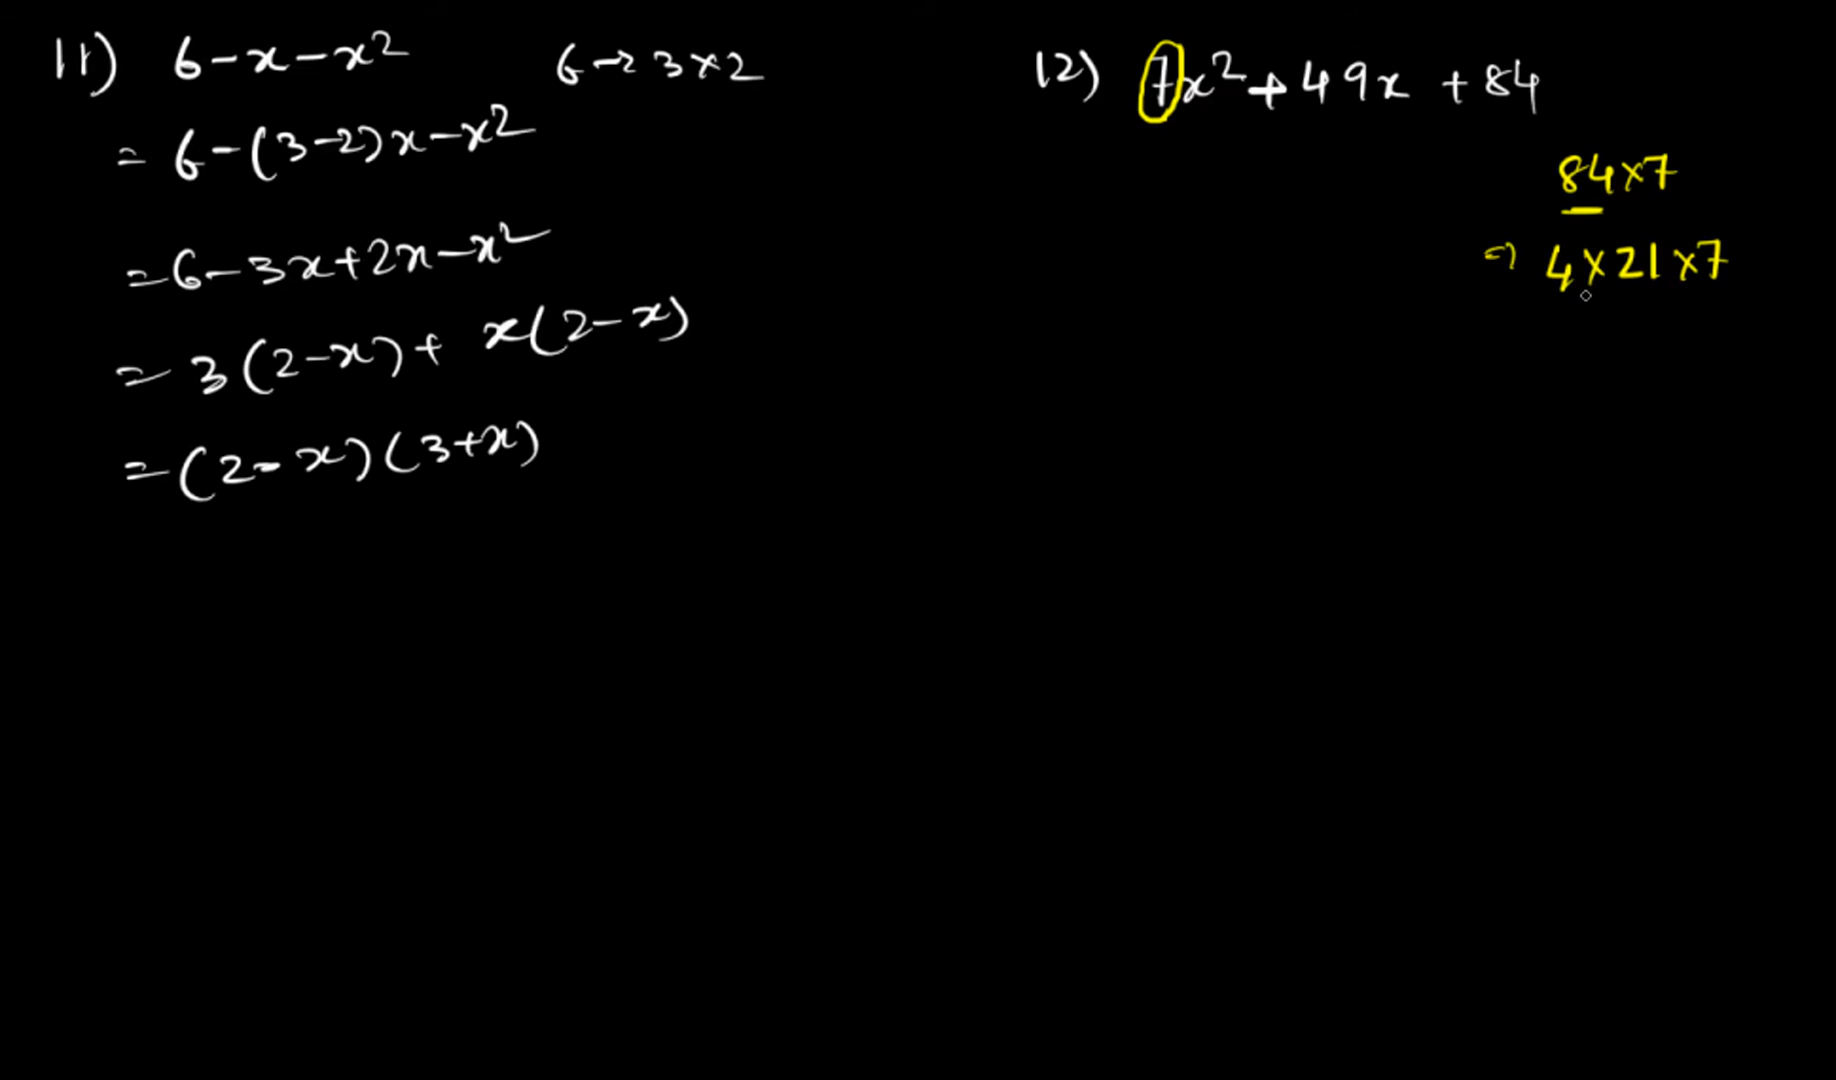 11) 6-x-x² 6→3×2
= 6-(3-2)x-x²
=6-3x+2x-x²
= 3(2-x)+ x(2-x)
=(2-x)(3+x)
12) 7x²+49x+84
84×7
⇒ 4×21×7